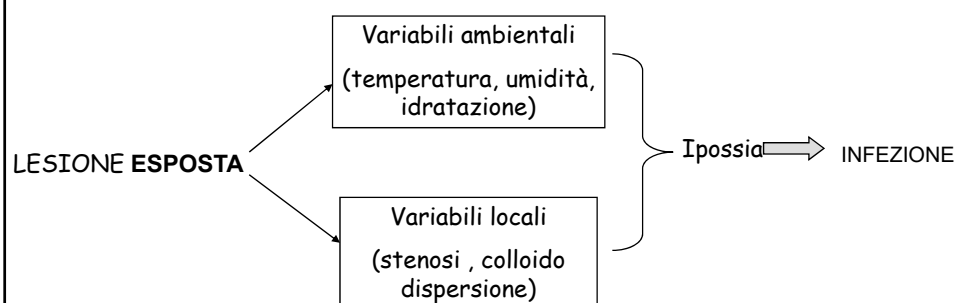 Variabili ambientali
(temperatura, umidità,
idratazione)
LESIONE ESPOSTA
Ipossia
INFEZIONE
Variabili locali
(stenosi , colloido
dispersione)